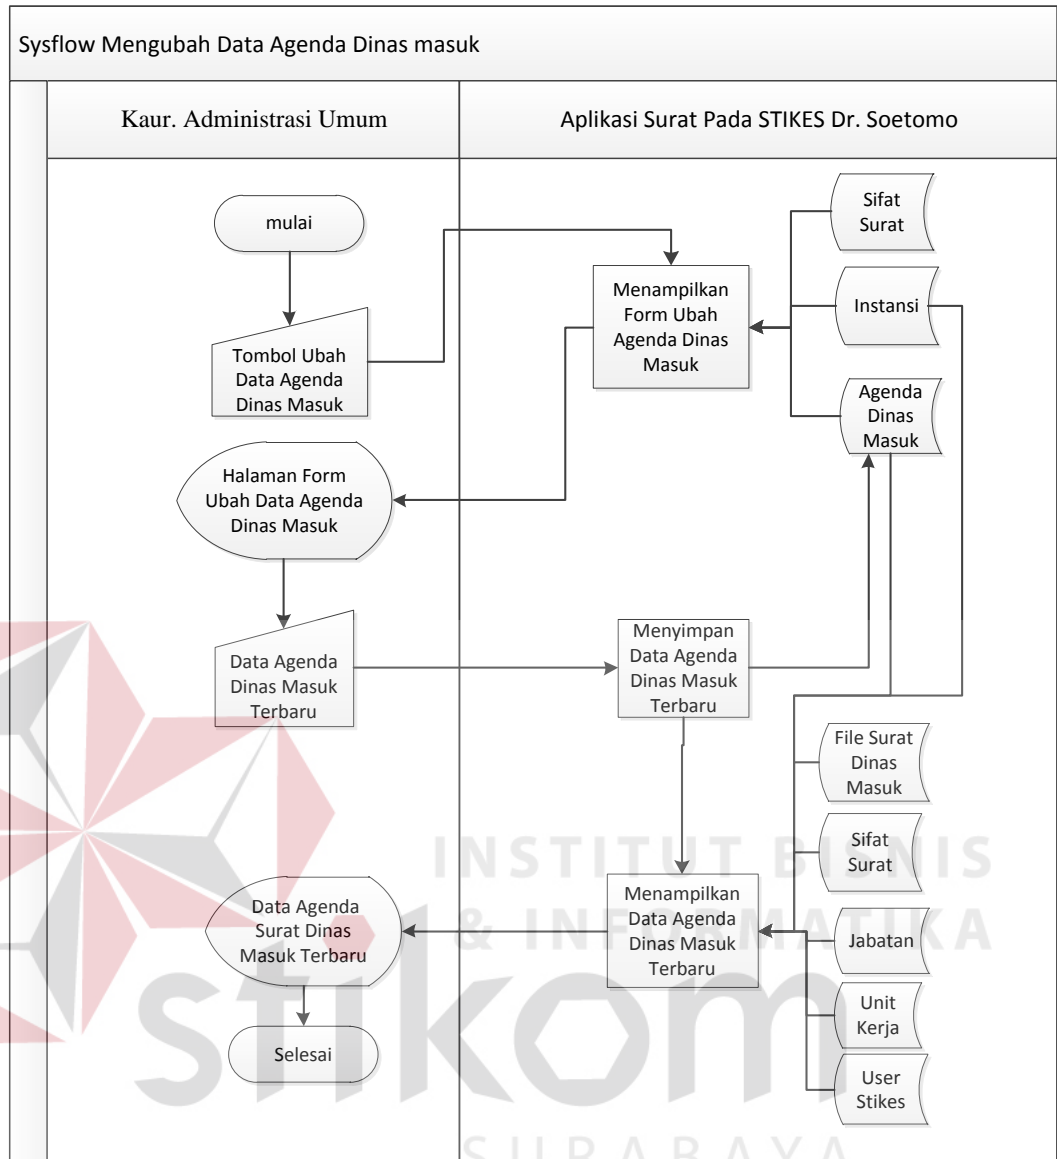 Sysflow Mengubah Data Agenda Dinas masuk
Kaur. Administrasi Umum
Aplikasi Surat Pada STIKES Dr. Soetomo
mulai
Tombol Ubah
Data Agenda
Dinas Masuk
Menampilkan
Form Ubah
Agenda Dinas
Masuk
Sifat
Surat
Instansi
Agenda
Dinas
Masuk
Halaman Form
Ubah Data Agenda
Dinas Masuk
Data Agenda
Dinas Masuk
Terbaru
Menyimpan
Data Agenda
Dinas Masuk
Terbaru
File Surat
Dinas
Masuk
Sifat
Surat
Jabatan
Unit
Kerja
User
Stikes
Menampilkan
Data Agenda
Dinas Masuk
Terbaru
Data Agenda
Surat Dinas
Masuk Terbaru
Selesai
INSTITUT BISNIS
& INFORMATIKA
stikom
SURABAYA